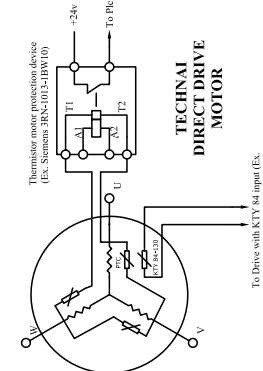 Thermistor motor protection device
(Ex. Siemens 3RN-1013-1BW10)
+24v
To Plc
T1
T2
A1
A2
TECHNAI
DIRECT DRIVE
MOTOR
U
W
V
PTC
KTY 84-130
To Drive with KTY 84 input (Ex.